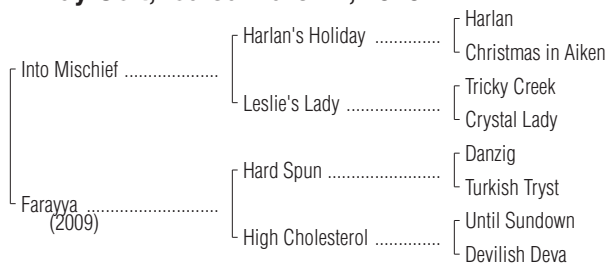 Harlan
Harlan's Holiday ...............
Christmas in Aiken
Into Mischief ....................
Tricky Creek
Leslie's Lady ....................
Crystal Lady
Danzig
Hard Spun .......................
Turkish Tryst
Farayya ............................
(2009)
Until Sundown
High Cholesterol .............
Devilish Deva